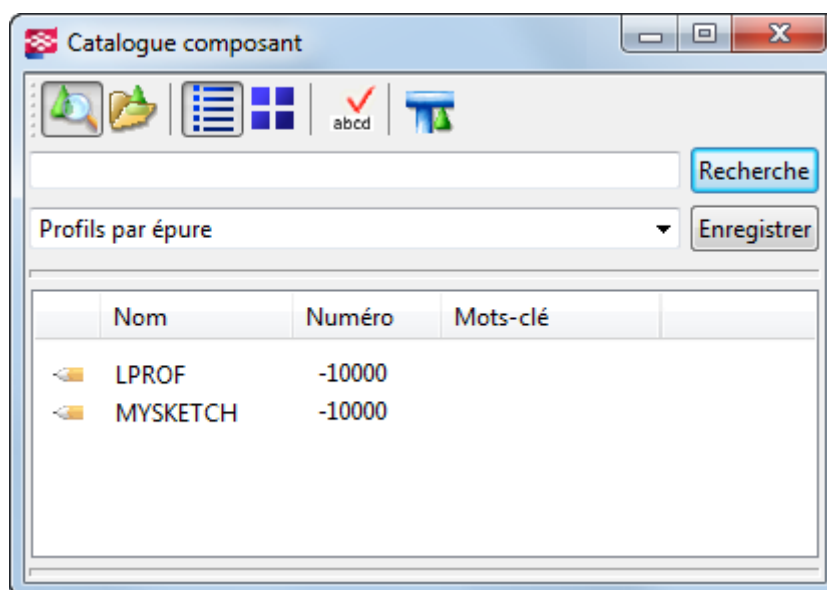 Catalogue composant
abcd
Recherche
Profils par épure
Enregistrer
Nom Numéro Mots-clé
LPROF -10000
MYSKETCH -10000